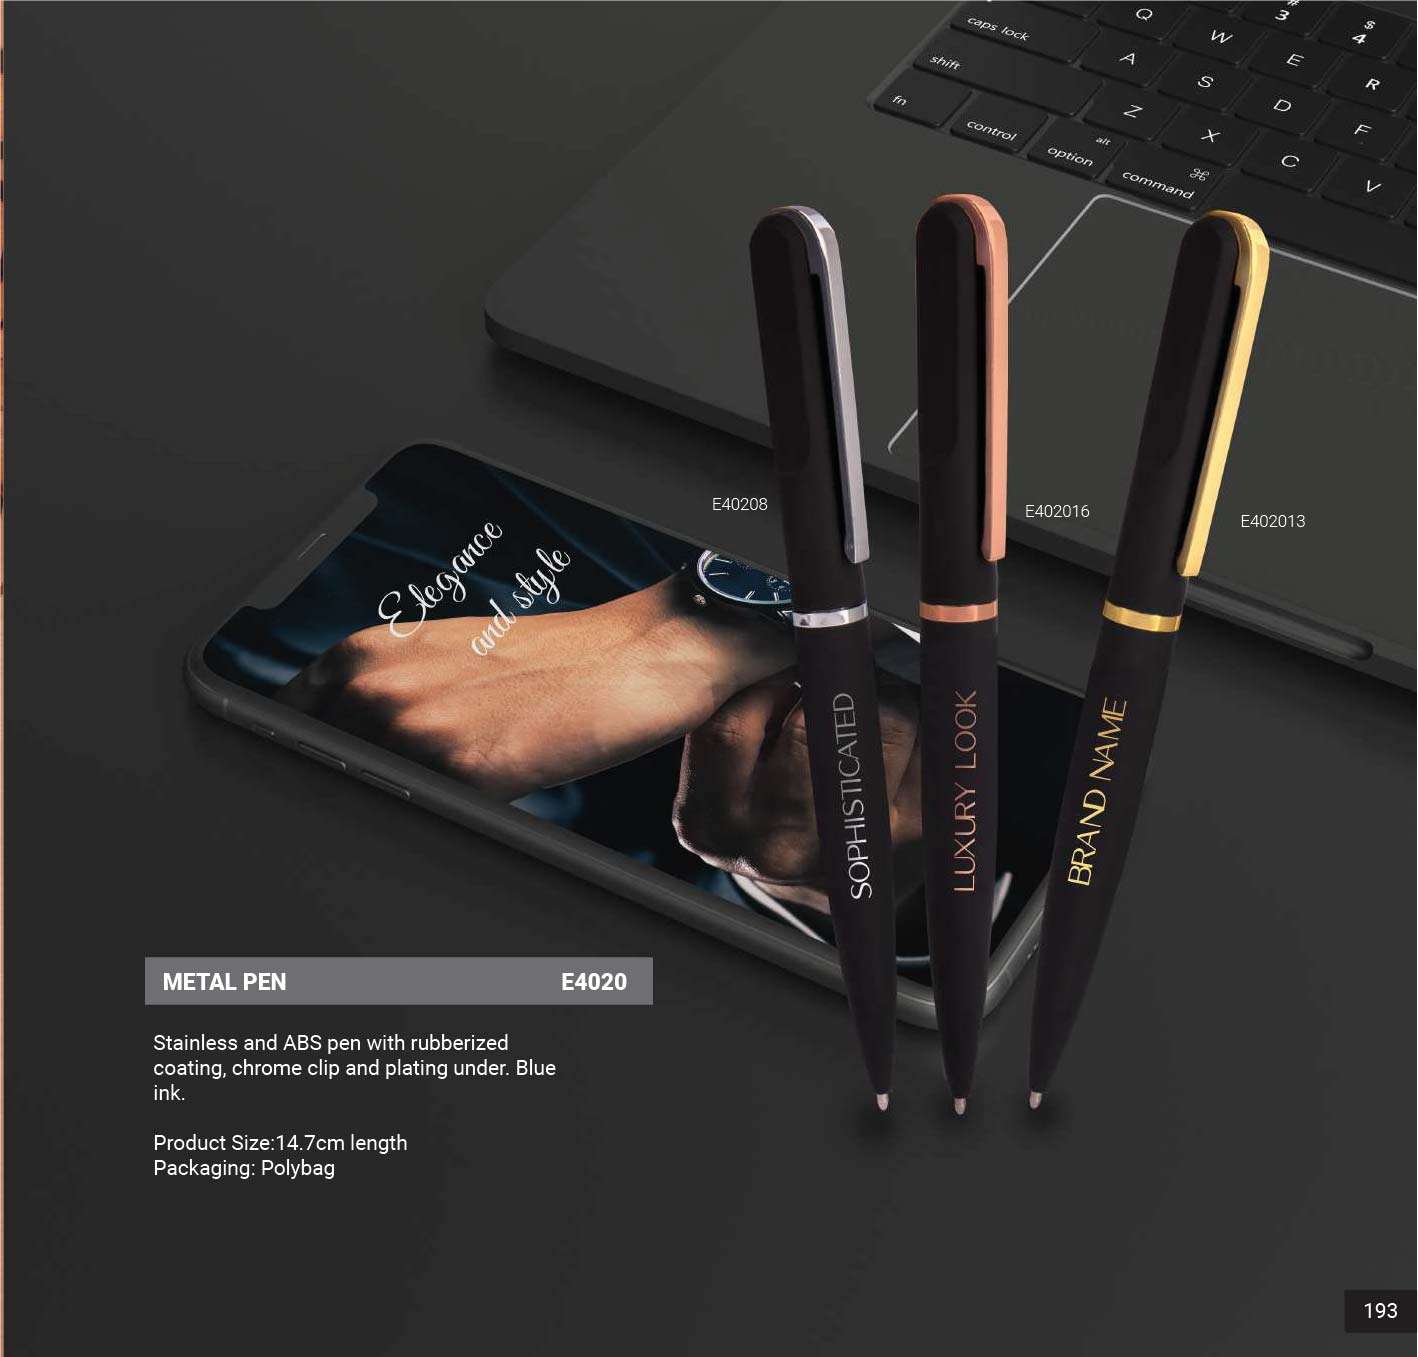 caps lock
shift
fn
control
alt
option
⌘
command
Q
W
#
3
E
$
4
R
A
S
D
F
Z
X
C
V
E40208
E402016
E402013
Elegance
and style
SOPHISTICATED
LUXURY LOOK
BRAND NAME
METAL PEN E4020
Stainless and ABS pen with rubberized
coating, chrome clip and plating under. Blue
ink.
Product Size:14.7cm length
Packaging: Polybag
193